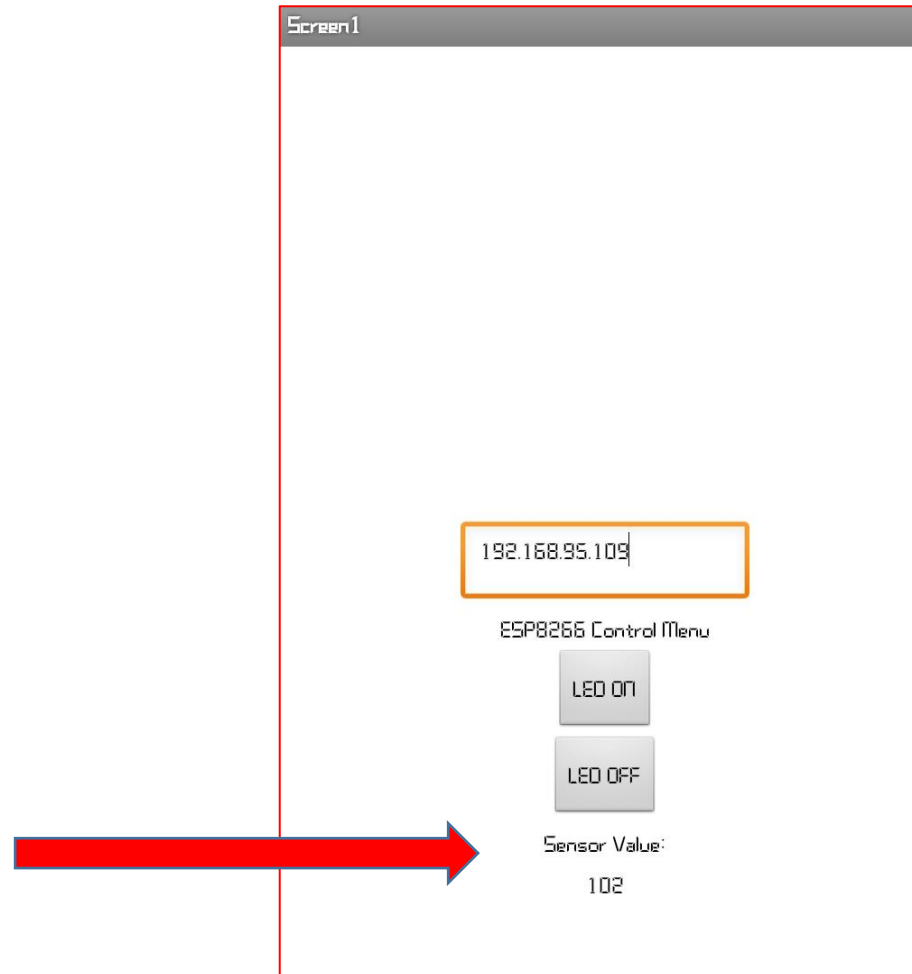 Screen1
192.168.95.109
ESP8266 Control Menu
LED ON
LED OFF
Sensor Value:
102